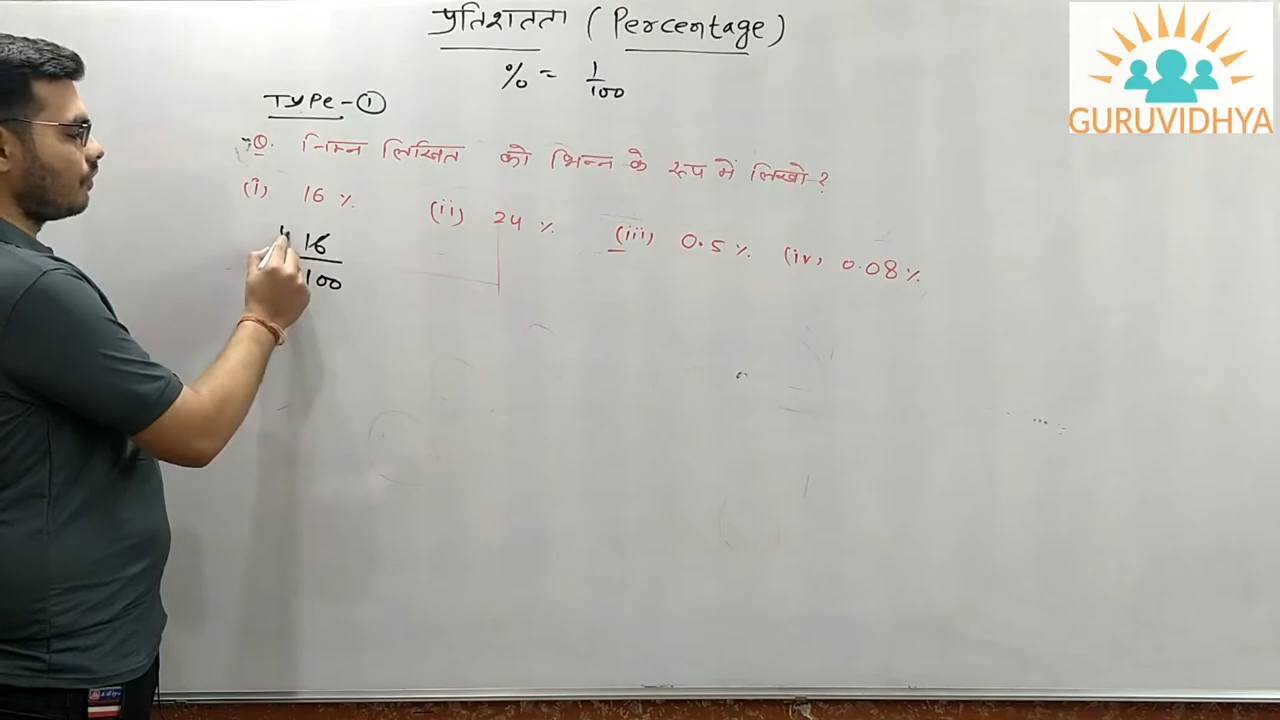 प्रतिशतता (Percentage)
% = 1/100
GURUVIDHYA
TYPe-①
Q. निम्न लिखित को भिन्न के रूप में लिखो?
(i) 16 % (ii) 24 % (iii) 0.5 % (iv) 0.08 %
4 16
100